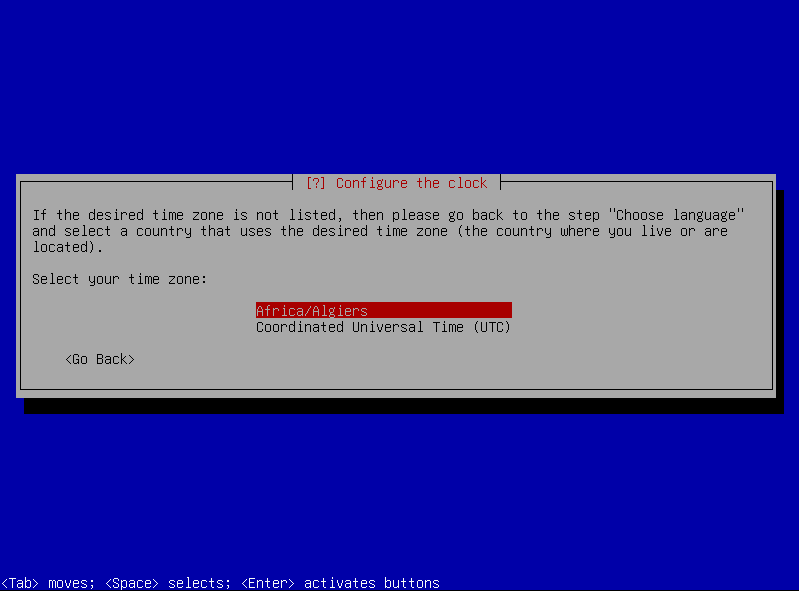 [?] Configure the clock
If the desired time zone is not listed, then please go back to the step "Choose language"
and select a country that uses the desired time zone (the country where you live or are
located).
Select your time zone:
Africa/Algiers
Coordinated Universal Time (UTC)
<Go Back>
<Tab> moves; <Space> selects; <Enter> activates buttons